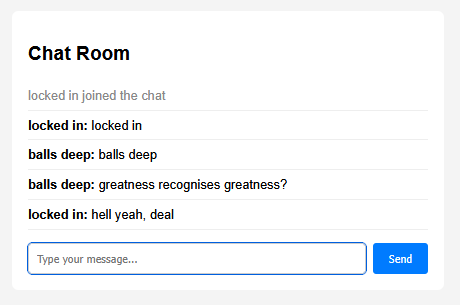 Chat Room
locked in joined the chat
locked in: locked in
balls deep: balls deep
balls deep: greatness recognises greatness?
locked in: hell yeah, deal
Type your message...
Send